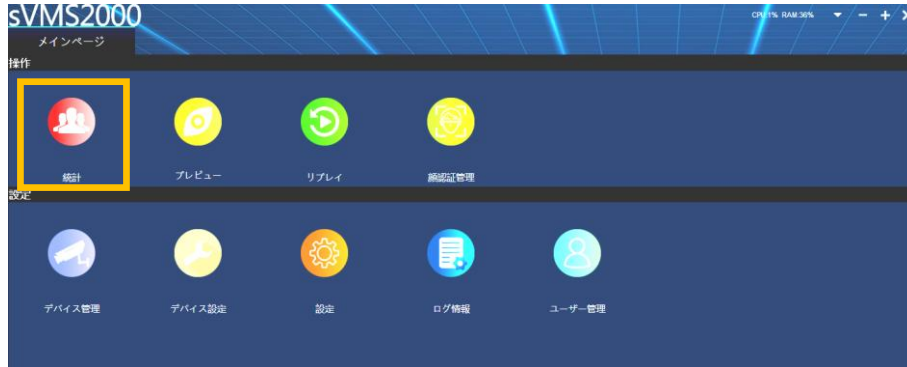 sVMS2000
CPU:1% RAM:36%
メインページ
操作
統計 プレビュー リプレイ 顔認証管理
設定
デバイス管理 デバイス設定 設定 ログ情報 ユーザー管理